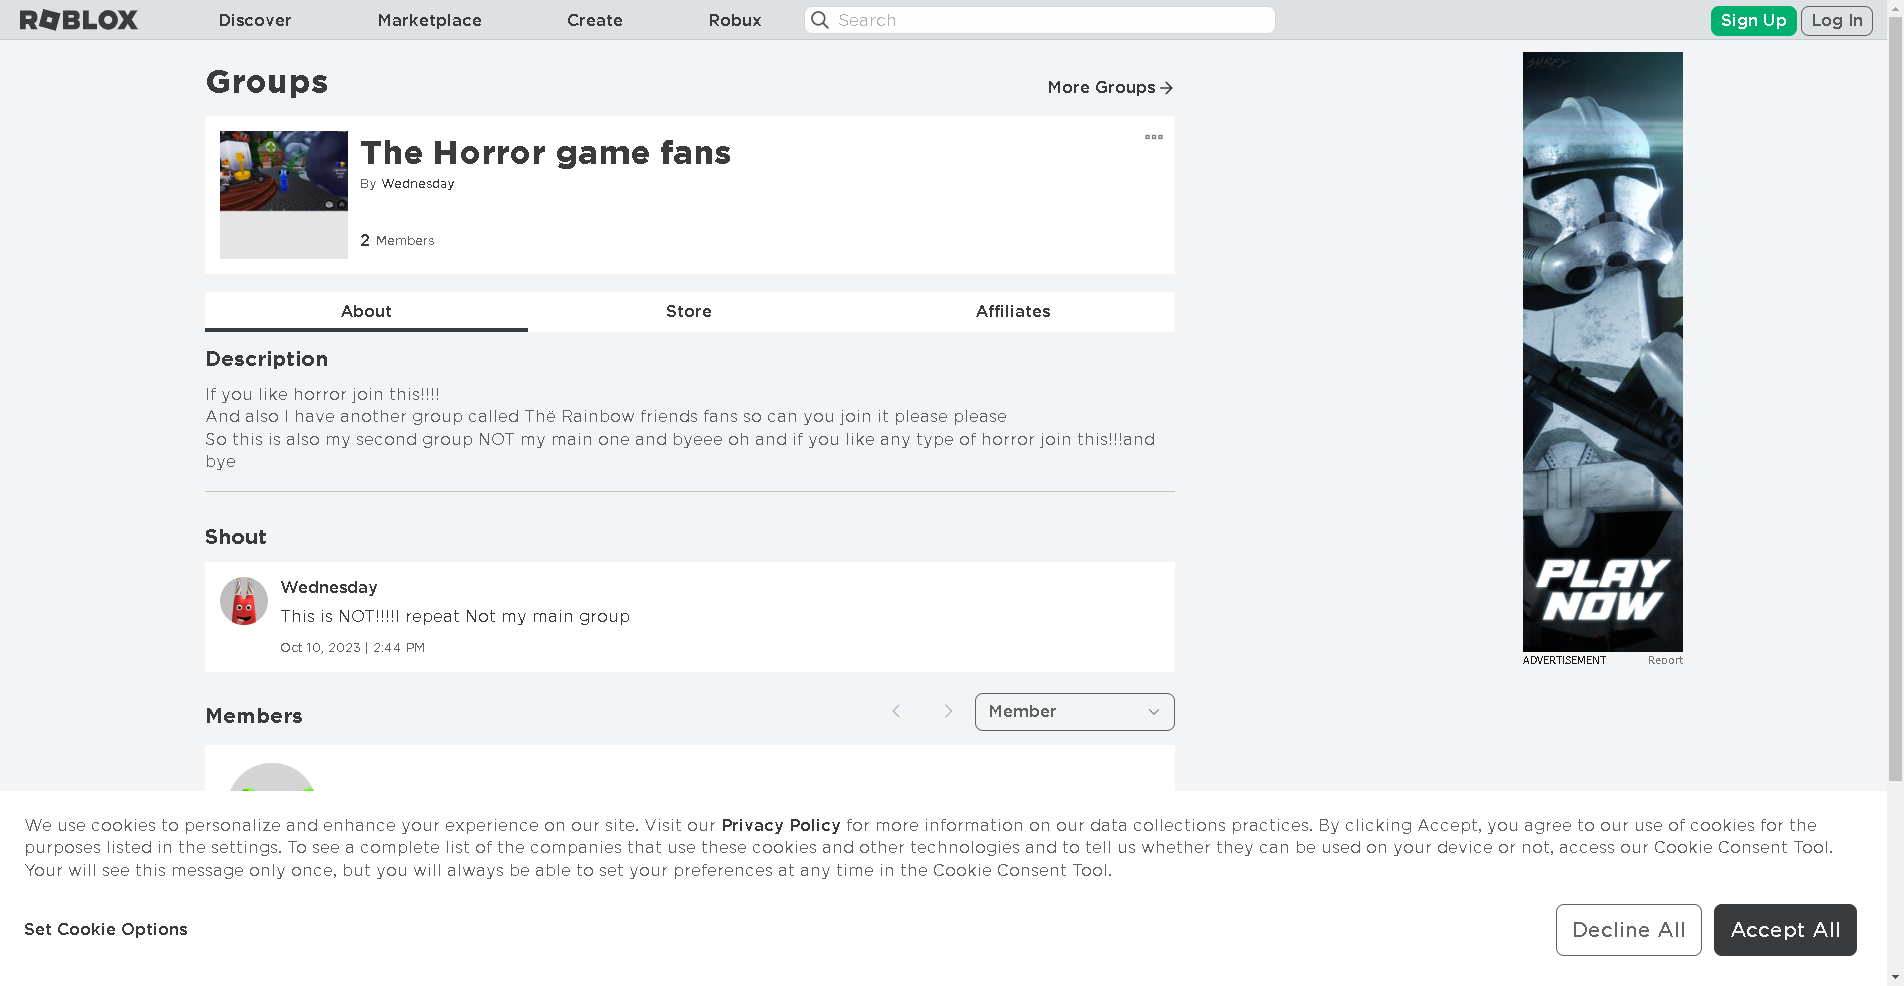 ROBLOX
Discover
Marketplace
Create
Robux
Search
Sign Up
Log In
Groups
More Groups
The Horror game fans
By Wednesday
2 Members
About
Store
Affiliates
Description
If you like horror join this!!!!
And also I have another group called Thë Rainbow friends fans so can you join it please please
So this is also my second group NOT my main one and byeee oh and if you like any type of horror join this!!!and
bye
Shout
Wednesday
This is NOT!!!!! repeat Not my main group
Oct 10, 2023 | 2:44 PM
Members
Member
SUREY
PLAY
NOW
ADVERTISEMENT
Report
We use cookies to personalize and enhance your experience on our site. Visit our Privacy Policy for more information on our data collections practices. By clicking Accept, you agree to our use of cookies for the
purposes listed in the settings. To see a complete list of the companies that use these cookies and other technologies and to tell us whether they can be used on your device or not, access our Cookie Consent Tool.
Your will see this message only once, but you will always be able to set your preferences at any time in the Cookie Consent Tool.
Set Cookie Options
Decline All
Accept All